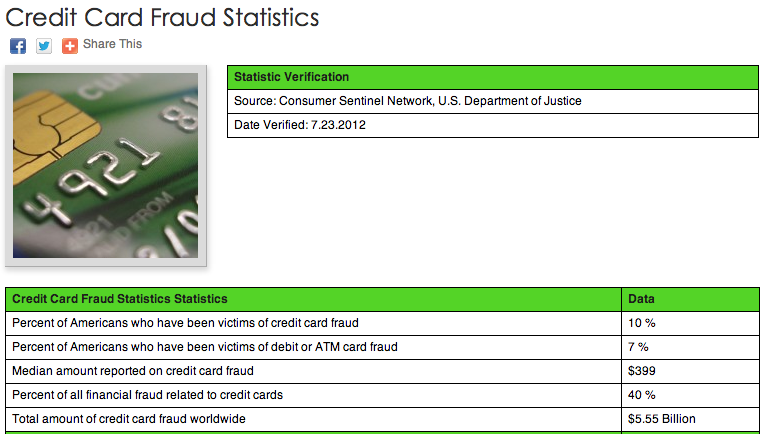 Credit Card Fraud Statistics
Share This
Statistic Verification
Source: Consumer Sentinel Network, U.S. Department of Justice
Date Verified: 7.23.2012
4921 8
4921
FROM
Credit Card Fraud Statistics Statistics Data
Percent of Americans who have been victims of credit card fraud 10 %
Percent of Americans who have been victims of debit or ATM card fraud 7 %
Median amount reported on credit card fraud $399
Percent of all financial fraud related to credit cards 40 %
Total amount of credit card fraud worldwide $5.55 Billion